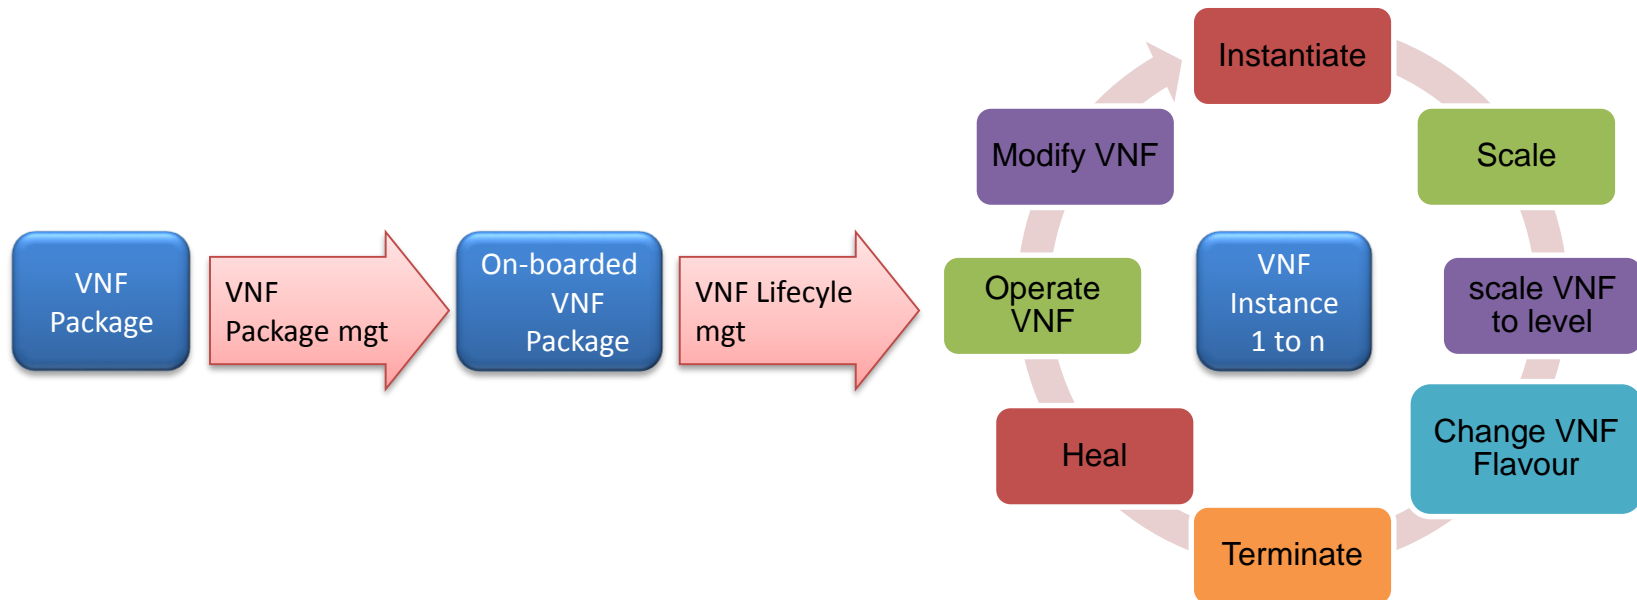 VNF
Package
VNF
Package mgt
On-boarded
VNF
Package
VNF Lifecyle
mgt
Instantiate
Scale
scale VNF
to level
Change VNF
Flavour
Terminate
Heal
Operate
VNF
Modify VNF
VNF
Instance
1 to n